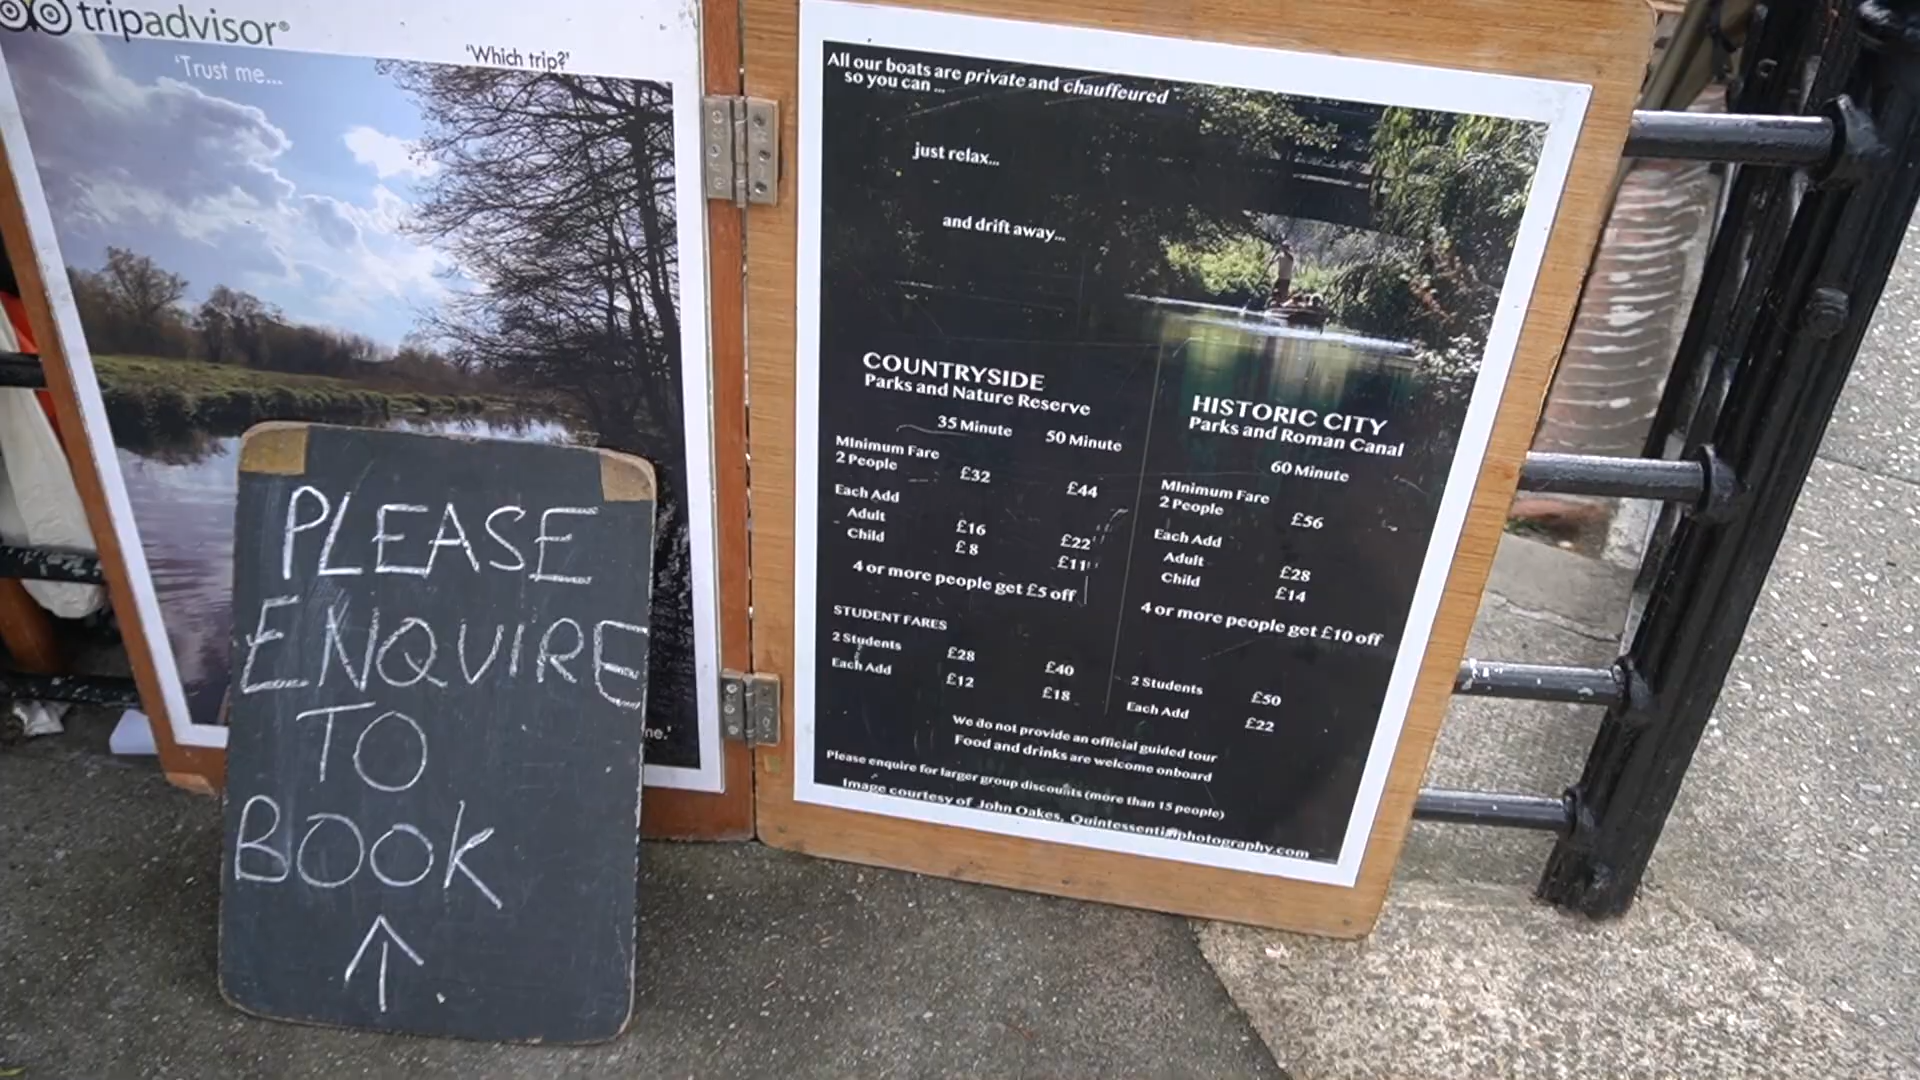 tripadvisor®
'Trust me...
'Which trip?'
ne.'
PLEASE
ENQUIRE
TO
BOOK
All our boats are private and chauffeured
so you can ...
just relax...
and drift away...
COUNTRYSIDE
Parks and Nature Reserve
35 Minute 50 Minute
Minimum Fare
2 People £32 £44
Each Add
Adult £16 £22
Child £8 £11
4 or more people get £5 off
STUDENT FARES
2 Students £28 £40
Each Add £12 £18
HISTORIC CITY
Parks and Roman Canal
60 Minute
Minimum Fare
2 People £56
Each Add
Adult £28
Child £14
4 or more people get £10 off
2 Students £50
Each Add £22
We do not provide an official guided tour
Food and drinks are welcome onboard
Please enquire for larger group discounts (more than 15 people)
Image courtesy of John Oakes, Quintessentialphotography.com